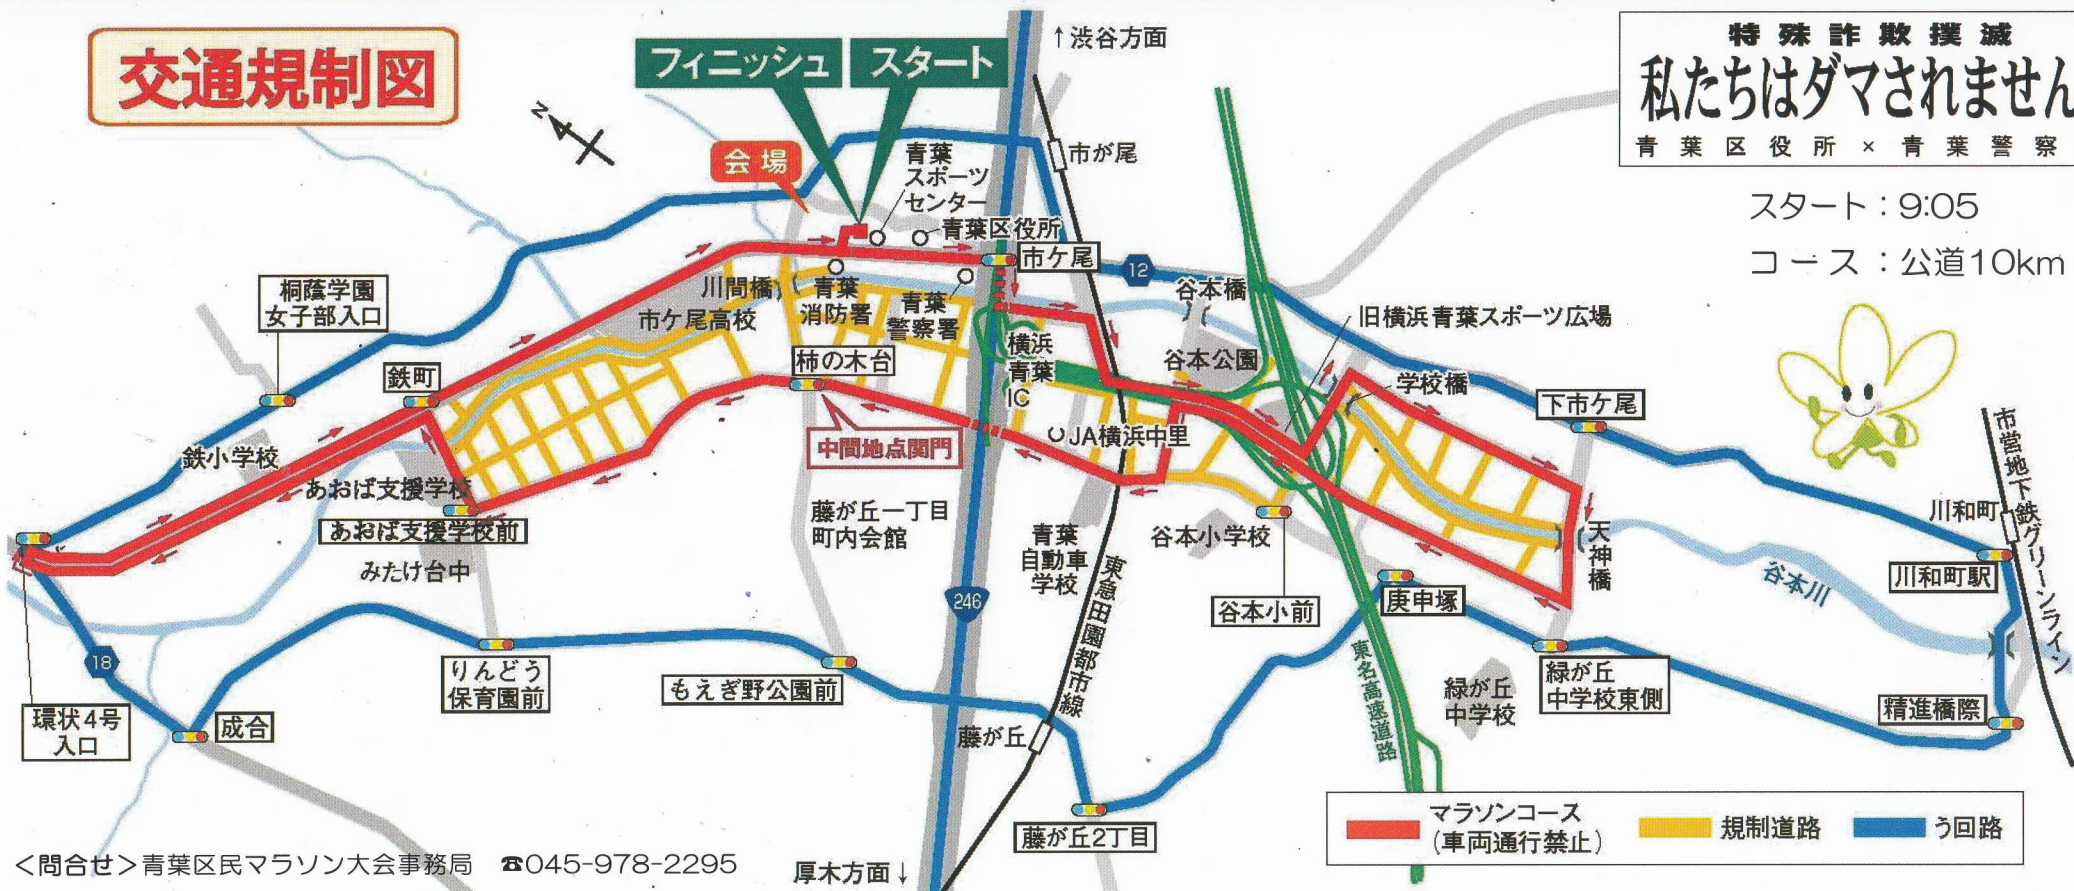 交通規制図
フィニッシュ
スタート
↑渋谷方面
特殊詐欺撲滅
私たちはダマされません
青葉区役所×青葉警察
スタート：9:05
コース：公道10km
N
会場
青葉
スポーツ
センター
青葉区役所
市が尾
市ケ尾
12
桐蔭学園
女子部入口
川間橋
青葉
消防署
青葉
警察署
市ケ尾高校
谷本橋
旧横浜青葉スポーツ広場
横浜
青葉
IC
谷本公園
柿の木台
鉄町
学校橋
下市ケ尾
中間地点関門
JA横浜中里
鉄小学校
あおば支援学校
あおば支援学校前
みたけ台中
藤が丘一丁目
町内会館
青葉
自動車
学校
谷本小学校
天神橋
川和町
市営地下鉄グリーンライン
谷本川
川和町駅
246
東急田園都市線
谷本小前
庚申塚
18
環状4号
入口
成合
りんどう
保育園前
もえぎ野公園前
藤が丘
東名高速道路
緑が丘
中学校
緑が丘
中学校東側
精進橋際
藤が丘2丁目
マラソンコース
(車両通行禁止)
規制道路
う回路
＜問合せ＞青葉区民マラソン大会事務局　☎045-978-2295
厚木方面↓